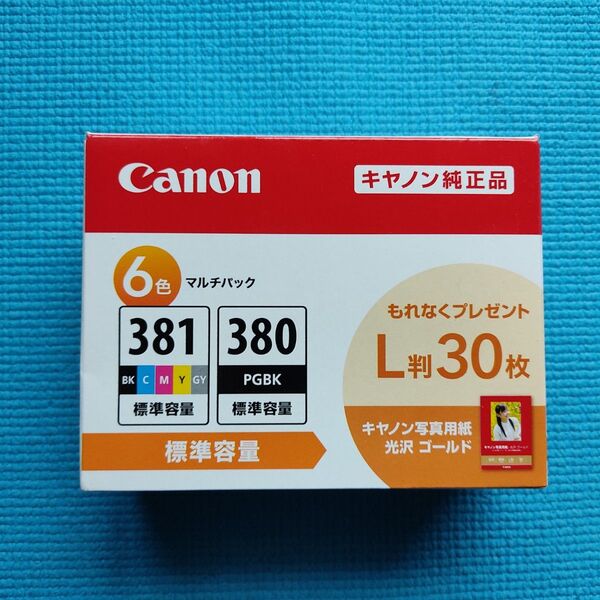 Canon
キヤノン純正品
6色
マルチパック
381
BK C M Y GY
標準容量
380
PGBK
標準容量
標準容量
もれなくプレゼント
L判30枚
キヤノン写真用紙
光沢 ゴールド